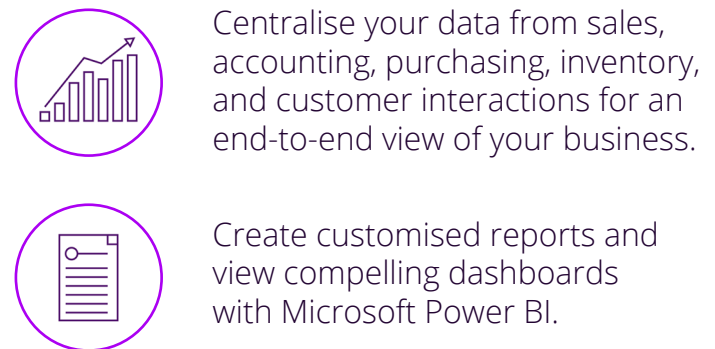 Centralise your data from sales,
accounting, purchasing, inventory,
and customer interactions for an
end-to-end view of your business.
Create customised reports and
view compelling dashboards
with Microsoft Power BI.